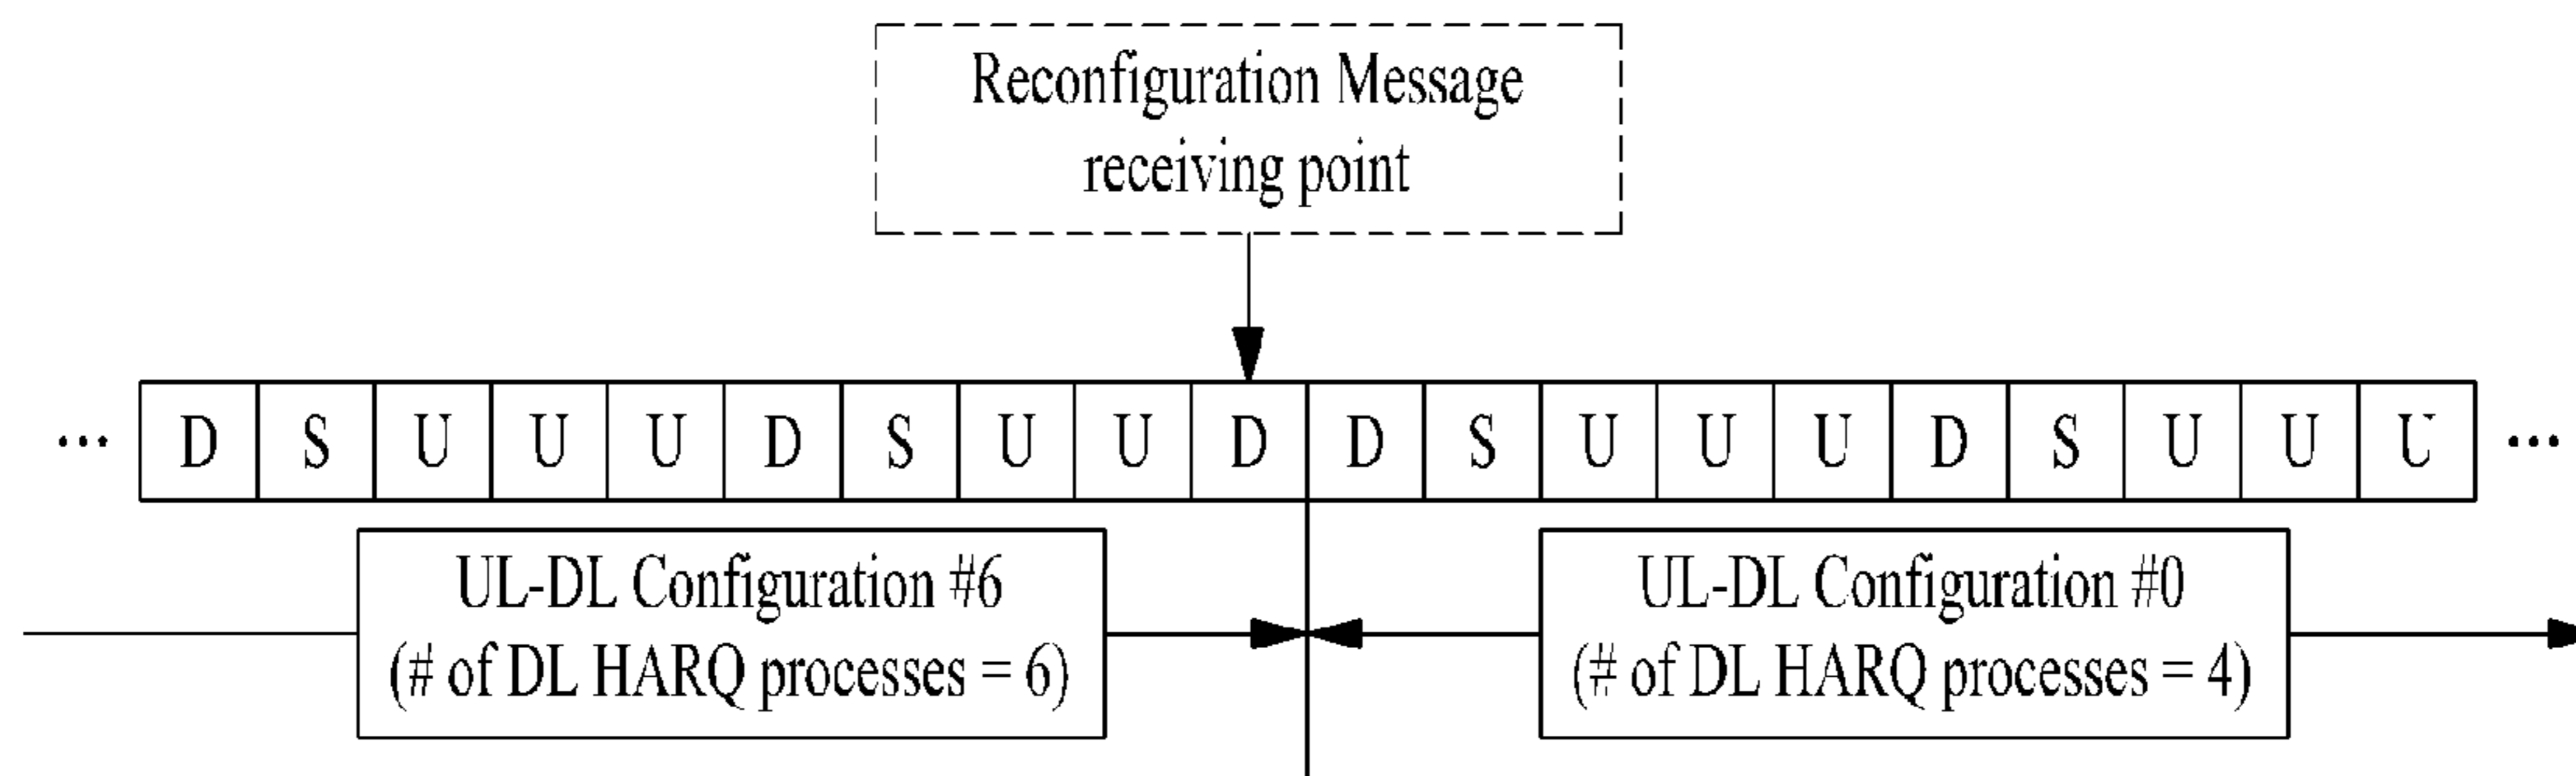 Reconfiguration Message
receiving point
... D S U U U D S U U D D S U U U D S U U U ...
UL-DL Configuration #6
(# of DL HARQ processes = 6)
UL-DL Configuration #0
(# of DL HARQ processes = 4)